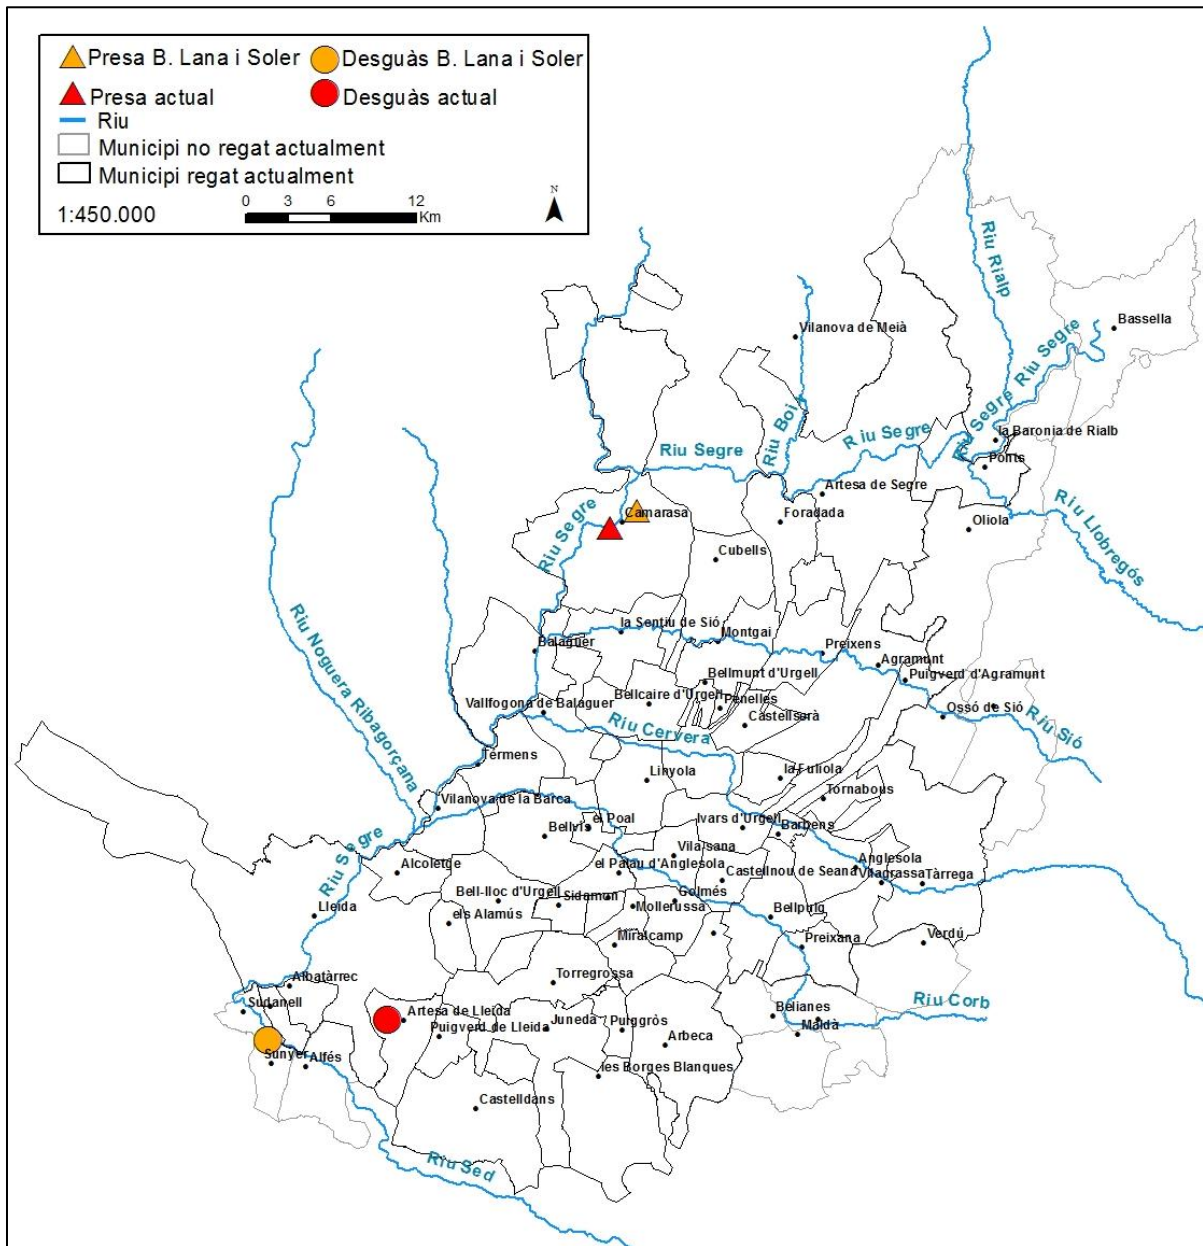 Presa B. Lana i Soler
Desguàs B. Lana i Soler
Presa actual
Desguàs actual
Riu
Municipi no regat actualment
Municipi regat actualment
1:450.000
0 3 6 12
Km
N
Riu Rialp
Bassella
Vilanova de Meià
Riu Segre
Riu Segre
Riu Segre
la Baronia de Rialb
Riu Boix
Riu Segre
Riu Segre
Ponts
Artesa de Segre
Riu Llobregós
Camarasa
Foradada
Oliola
Riu Segre
Cubells
Riu Noguera Ribagorçana
la Sentiu de Sió
Montgai
Balaguer
Preixens
Agramunt
Bellmunt d'Urgell
Puigverd d'Agramunt
Bellcaire d'Urgell
Penelles
Vallfogona de Balaguer
Ossó de Sió
Riu Sió
Riu Cervera
Castellserà
Térmens
Linyola
la Fuliola
Tornabous
Vilanova de la Barca
el Poal
Ivars d'Urgell
Barbens
Bellvís
Riu Segre
Vila-sana
Alcoletge
el Palau d'Anglesola
Castellnou de Seana
Anglesola
Vilagrassa
Tàrrega
Bell-lloc d'Urgell
Sidamon
Golmés
Mollerussa
Lleida
els Alamús
Bellpuig
Miralcamp
Preixana
Verdú
Torregrossa
Albatàrrec
Sudanell
Artesa de Lleida
Puigverd de Lleida
Juneda
Puiggròs
Arbeca
Belianes
Maldà
Riu Corb
Sunyer
Alfés
les Borges Blanques
Castelldans
Riu Sed